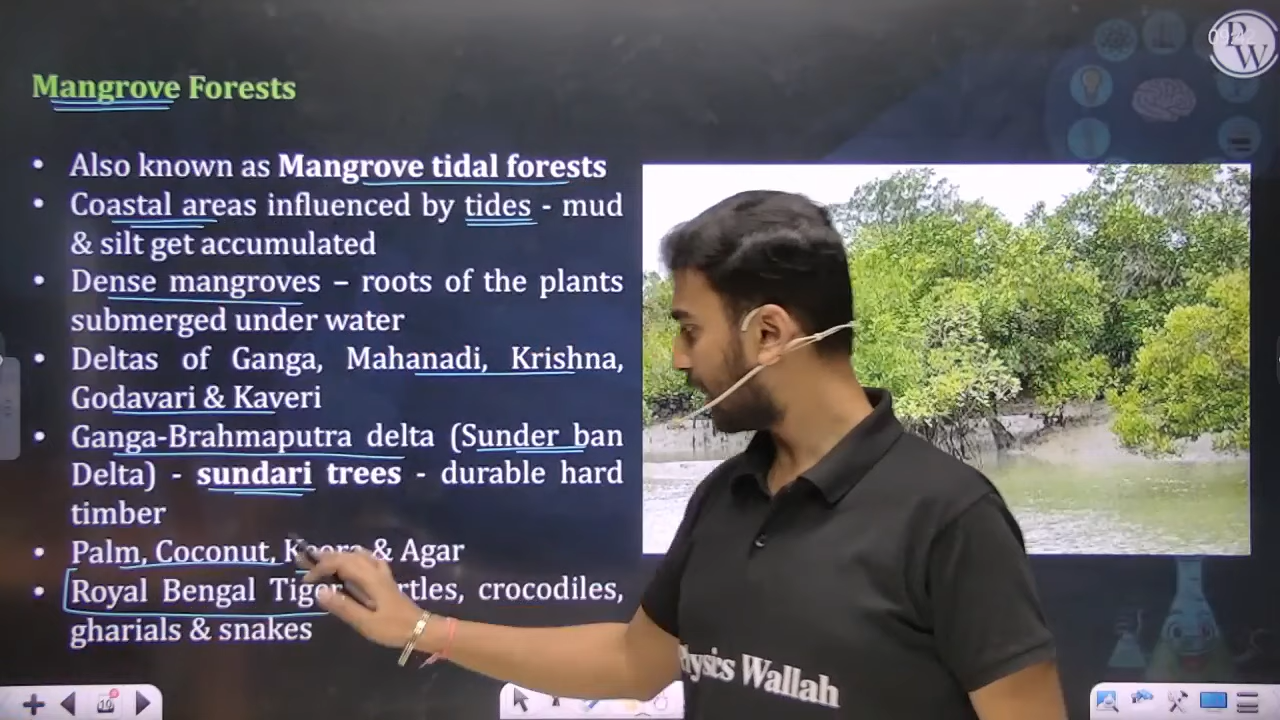 Mangrove Forests
• Also known as Mangrove tidal forests
• Coastal areas influenced by tides - mud
& silt get accumulated
• Dense mangroves – roots of the plants
submerged under water
• Deltas of Ganga, Mahanadi, Krishna,
Godavari & Kaveri
• Ganga-Brahmaputra delta (Sunder ban
Delta) - sundari trees - durable hard
timber
• Palm, Coconut, & Agar
• Royal Bengal Tiger, crocodiles,
gharials & snakes
PW
Physics Wallah
10